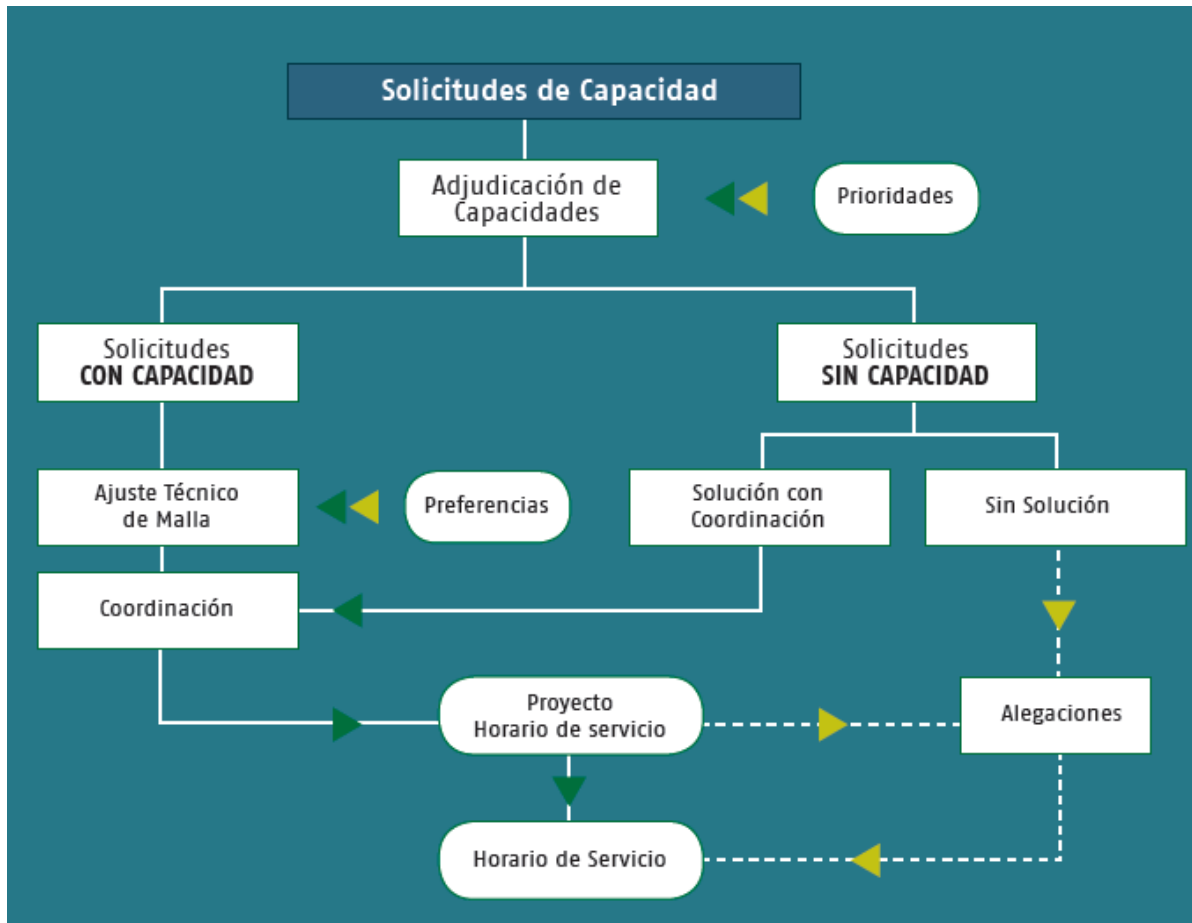 Solicitudes de Capacidad
Adjudicación de
Capacidades
Prioridades
Solicitudes
CON CAPACIDAD
Solicitudes
SIN CAPACIDAD
Ajuste Técnico
de Malla
Preferencias
Solución con
Coordinación
Sin Solución
Coordinación
Proyecto
Horario de servicio
Alegaciones
Horario de Servicio